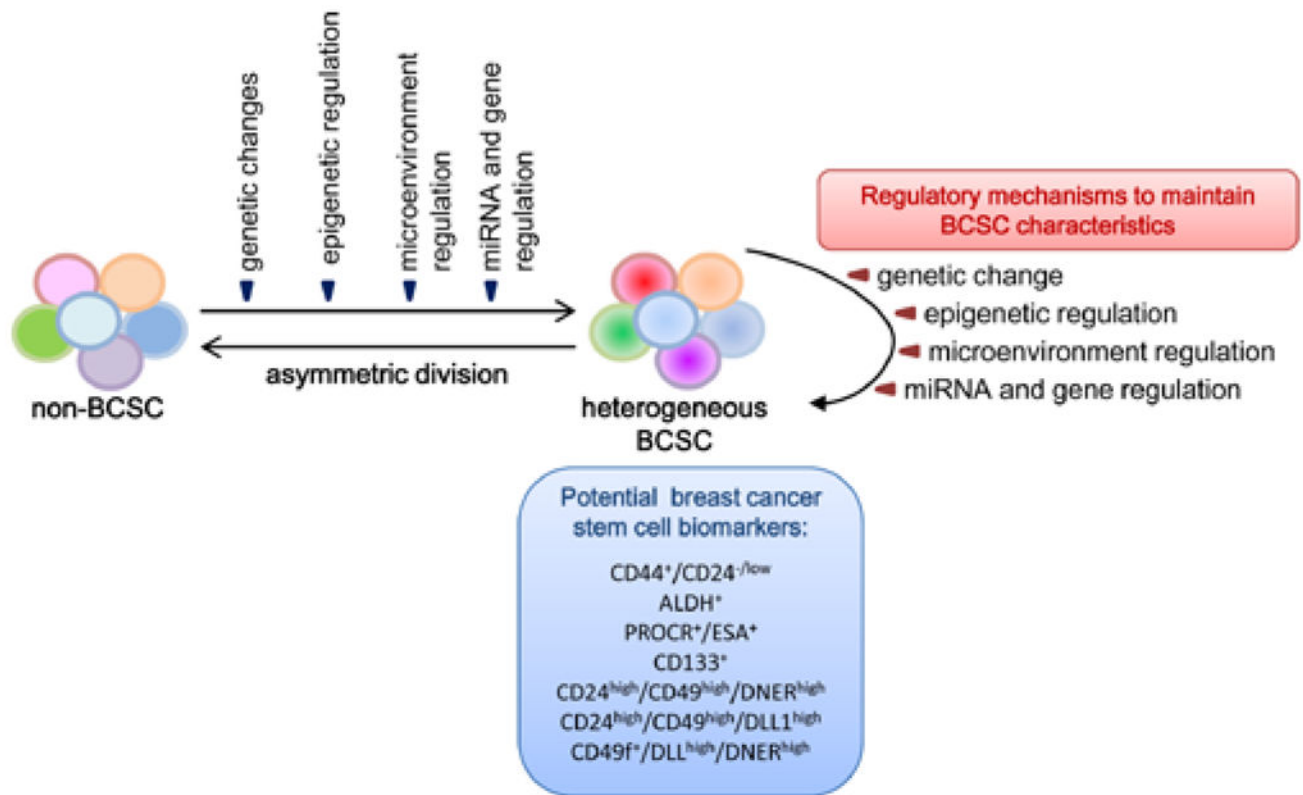 genetic changes
epigenetic regulation
microenvironment
regulation
miRNA and gene
regulation
asymmetric division
non-BCSC
heterogeneous
BCSC
Regulatory mechanisms to maintain
BCSC characteristics
genetic change
epigenetic regulation
microenvironment regulation
miRNA and gene regulation
Potential breast cancer
stem cell biomarkers:
CD44⁺/CD24⁻/ˡᵒʷ
ALDH⁺
PROCR⁺/ESA⁺
CD133⁺
CD24ʰⁱᵍʰ/CD49ʰⁱᵍʰ/DNERʰⁱᵍʰ
CD24ʰⁱᵍʰ/CD49ʰⁱᵍʰ/DLL1ʰⁱᵍʰ
CD49f⁺/DLLʰⁱᵍʰ/DNERʰⁱᵍʰ